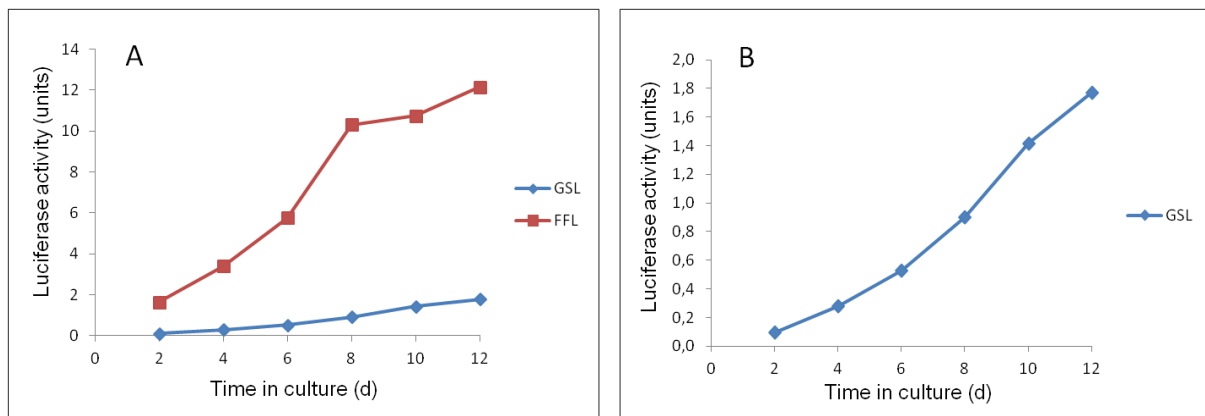 A
Luciferase activity (units)
14
12
10
8
6
4
2
0
0 2 4 6 8 10 12
Time in culture (d)
GSL
FFL
B
Luciferase activity (units)
2,0
1,8
1,6
1,4
1,2
1,0
0,8
0,6
0,4
0,2
0,0
0 2 4 6 8 10 12
Time in culture (d)
GSL